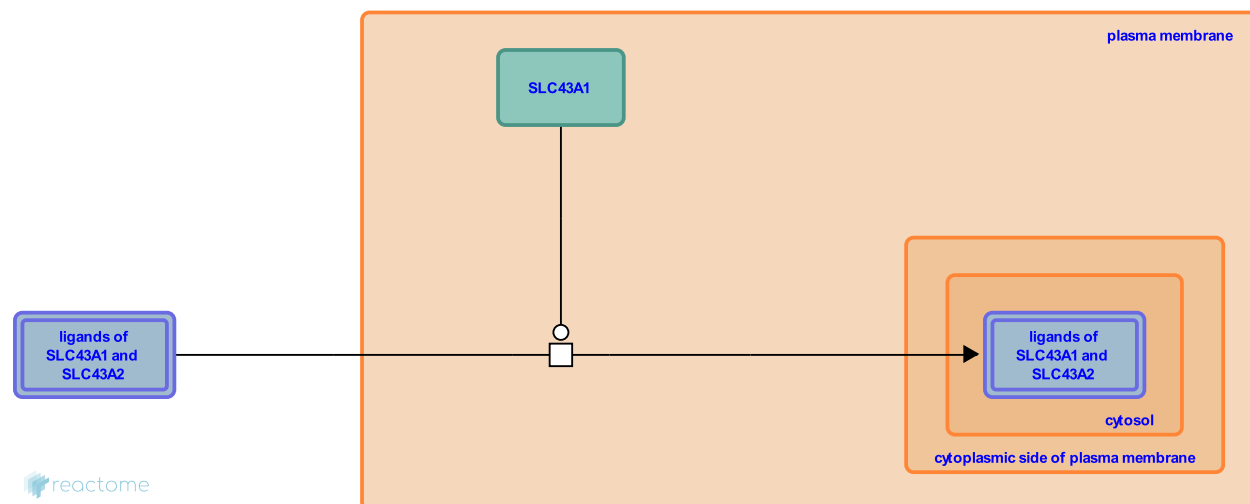 plasma membrane
SLC43A1
ligands of
SLC43A1 and
SLC43A2
ligands of
SLC43A1 and
SLC43A2
cytosol
cytoplasmic side of plasma membrane
reactome